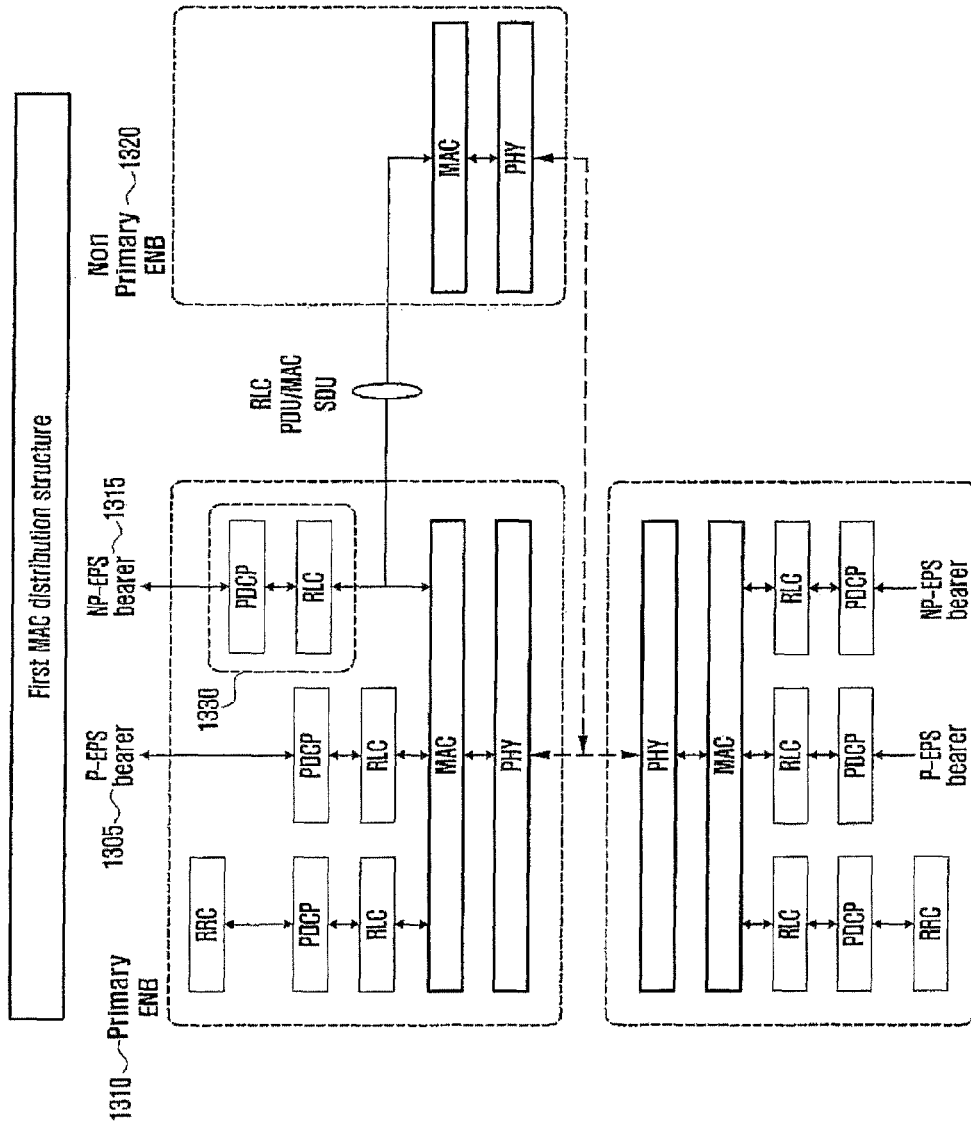 First MAC distribution structure
1310 Primary
ENB
1305
P-EPS
bearer
NP-EPS
bearer
1315
Non
Primary 1320
ENB
RRC
PDCP
RLC
PDCP
RLC
1330
PDCP
RLC
MAC
PHY
RLC
PDU/MAC
SDU
MAC
PHY
PHY
MAC
RLC
PDCP
RRC
RLC
PDCP
P-EPS
bearer
RLC
PDCP
NP-EPS
bearer